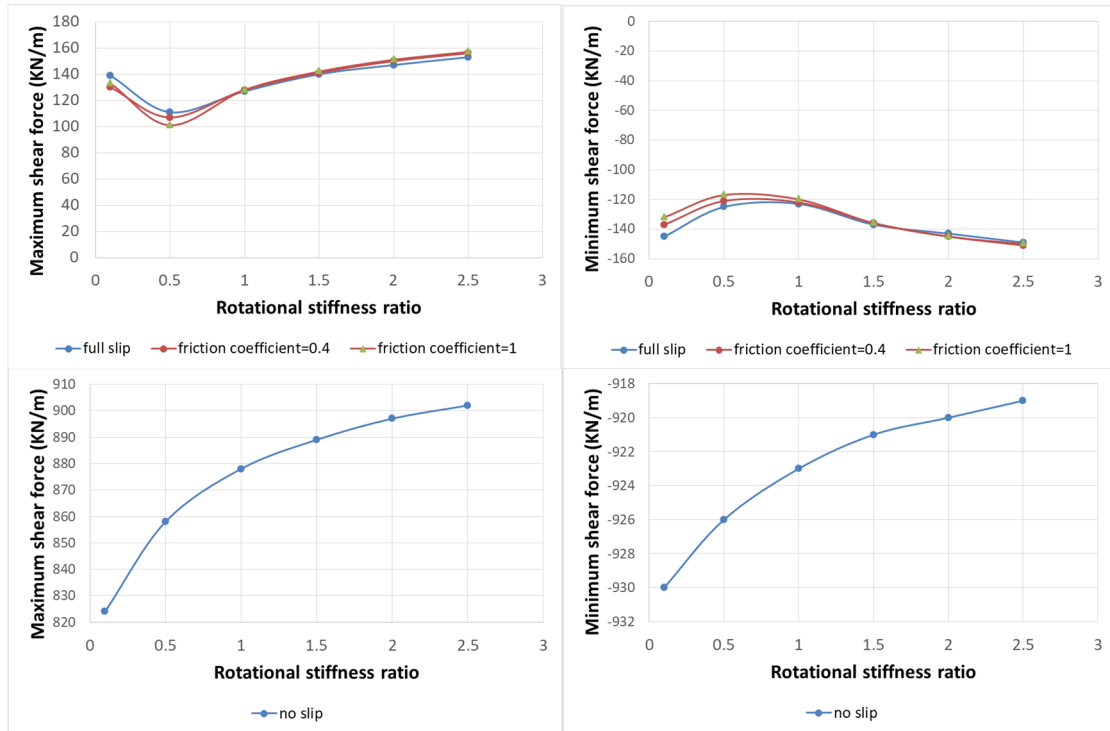 Maximum shear force (KN/m)
180
160
140
120
100
80
60
40
20
0
0 0.5 1 1.5 2 2.5 3
Rotational stiffness ratio
full slip friction coefficient=0.4 friction coefficient=1
Minimum shear force (KN/m)
0
-20
-40
-60
-80
-100
-120
-140
-160
0 0.5 1 1.5 2 2.5 3
Rotational stiffness ratio
full slip friction coefficient=0.4 friction coefficient=1
Maximum shear force (KN/m)
910
900
890
880
870
860
850
840
830
820
0 0.5 1 1.5 2 2.5 3
Rotational stiffness ratio
no slip
Minimum shear force (KN/m)
-918
-920
-922
-924
-926
-928
-930
-932
0 0.5 1 1.5 2 2.5 3
Rotational stiffness ratio
no slip